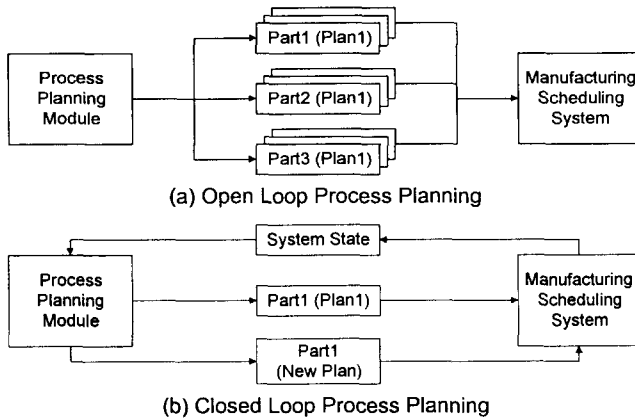 Process
Planning
Module
Part1 (Plan1)
Part2 (Plan1)
Part3 (Plan1)
Manufacturing
Scheduling
System
(a) Open Loop Process Planning
System State
Process
Planning
Module
Part1 (Plan1)
Part1
(New Plan)
Manufacturing
Scheduling
System
(b) Closed Loop Process Planning